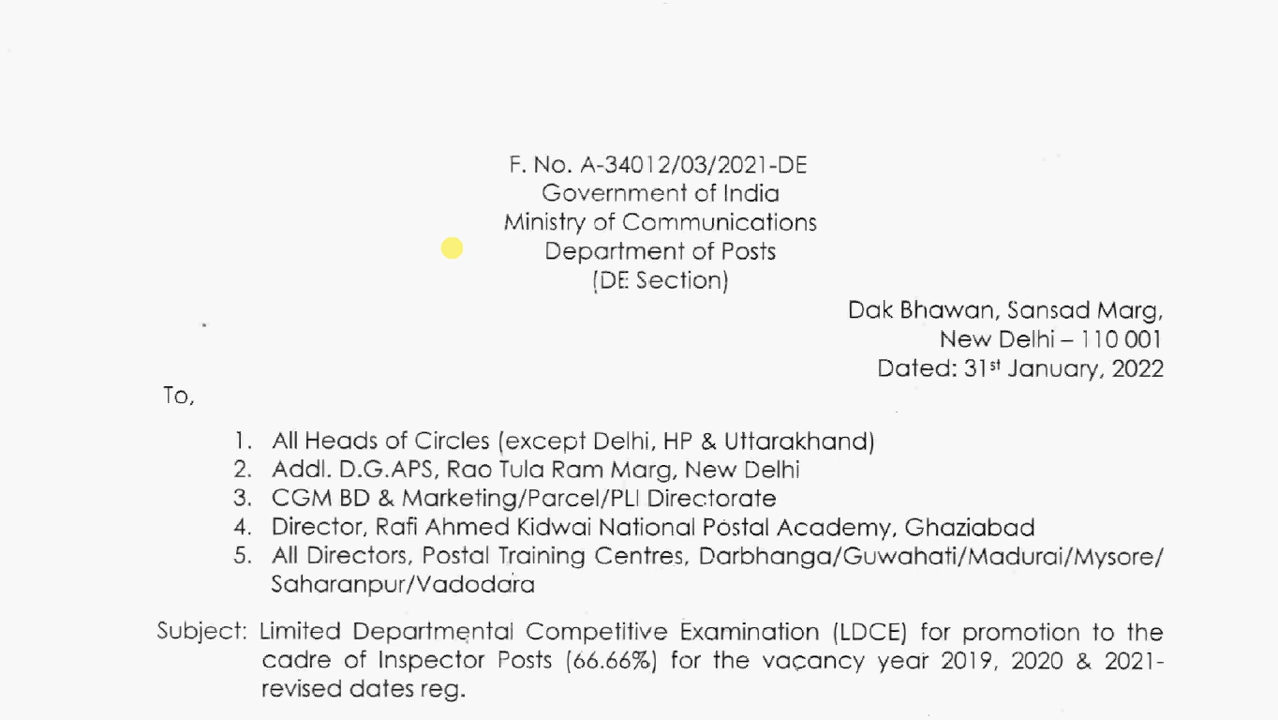 F. No. A-34012/03/2021-DE
Government of India
Ministry of Communications
Department of Posts
(DE Section)
Dak Bhawan, Sansad Marg,
New Delhi – 110 001
Dated: 31st January, 2022
To,
1. All Heads of Circles (except Delhi, HP & Uttarakhand)
2. Addl. D.G.APS, Rao Tula Ram Marg, New Delhi
3. CGM BD & Marketing/Parcel/PLI Directorate
4. Director, Rafi Ahmed Kidwai National Postal Academy, Ghaziabad
5. All Directors, Postal Training Centres, Darbhanga/Guwahati/Madurai/Mysore/
Saharanpur/Vadodara
Subject: Limited Departmental Competitive Examination (LDCE) for promotion to the
cadre of Inspector Posts (66.66%) for the vacancy year 2019, 2020 & 2021-
revised dates reg.